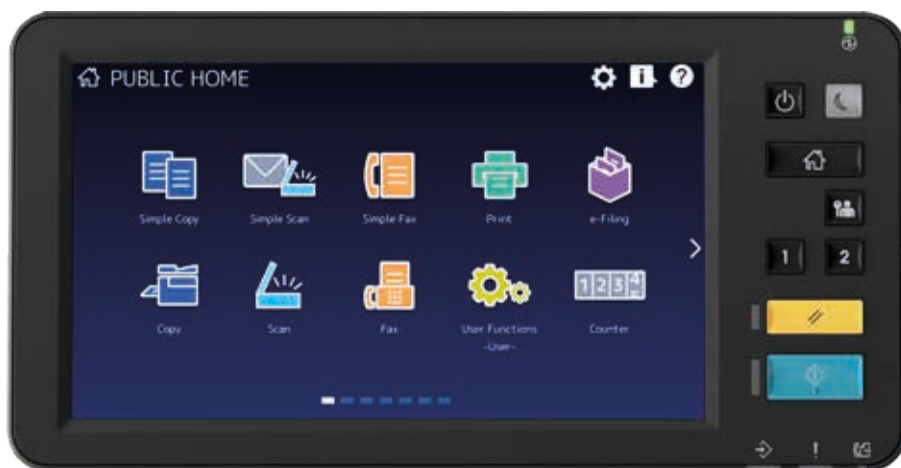 PUBLIC HOME
Simple Copy
Simple Scan
Simple Fax
Print
e-Filing
Copy
Scan
Fax
User Functions
-User-
Counter
1
2